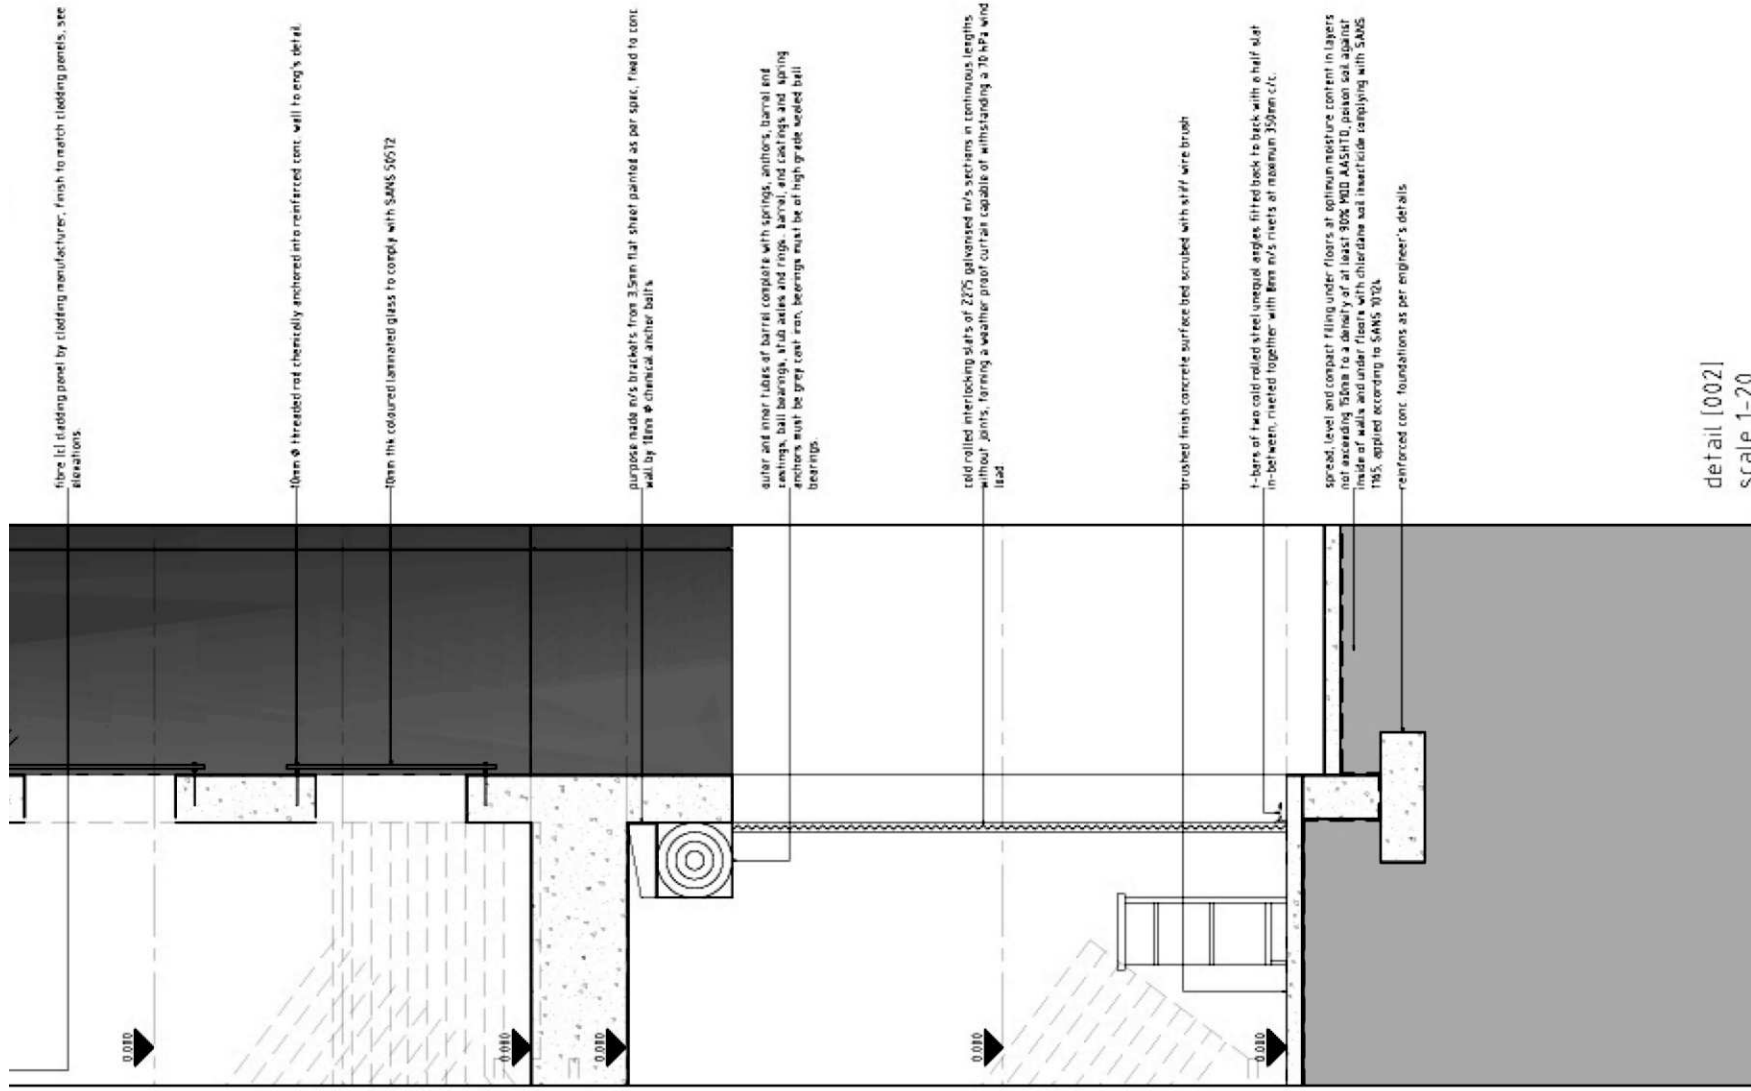 fibre (c) cladding panel by cladding manufacturer, finish to match cladding panels, see
elevations.
10mm ø threaded rod chemically anchored into reinforced conc. wall to eng's detail.
10mm thk coloured laminated glass to comply with SANS 50572
purpose made m/s brackets from 3.5mm flat sheet painted as per spec, fixed to conc
wall by 10mm ø chemical anchor bolts
outer and inner tubes of barrel complete with springs, anchors, barrel end
castings, ball bearings, stub axles and rings. barrel, end castings and spring
anchors must be grey cast iron, bearings must be of high grade sealed ball
bearings.
cold rolled interlocking slats of Z275 galvanised m/s sections in continuous lengths
without joints, forming a weather proof curtain capable of withstanding a 70 hPa wind
load.
brushed finish concrete surface bed scrubbed with stiff wire brush
t-bars of two cold rolled steel unequal angles fitted back to back with a half slat
in-between, riveted together with 8mm m/s rivets at maximum 350mm c/c.
spread, level and compact filling under floors at optimum moisture content in layers
not exceeding 150mm to a density of at least 90% MOD AASHTO, poison soil against
inside of walls and under floors with chlordane soil insecticide complying with SANS
1165, applied according to SANS 10124
reinforced conc. foundations as per engineer's details
0.000
0.000
0.000
0.000
0.000
detail [002]
scale 1-20